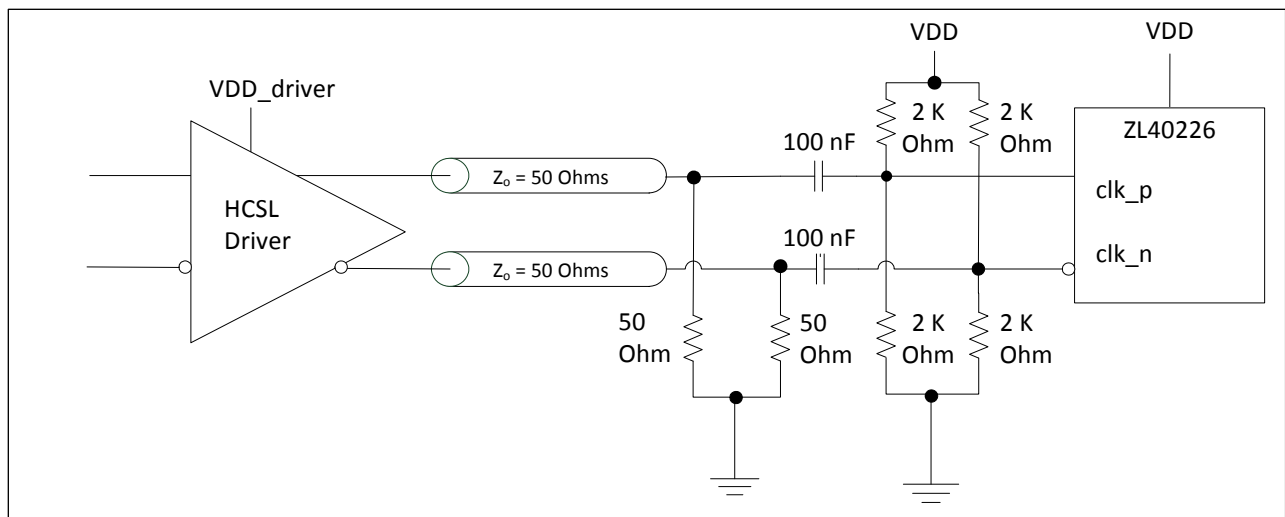 VDD_driver
HCSL
Driver
Zo = 50 Ohms
Zo = 50 Ohms
50
Ohm
50
Ohm
100 nF
100 nF
VDD
2 K
Ohm
2 K
Ohm
2 K
Ohm
2 K
Ohm
VDD
ZL40226
clk_p
clk_n